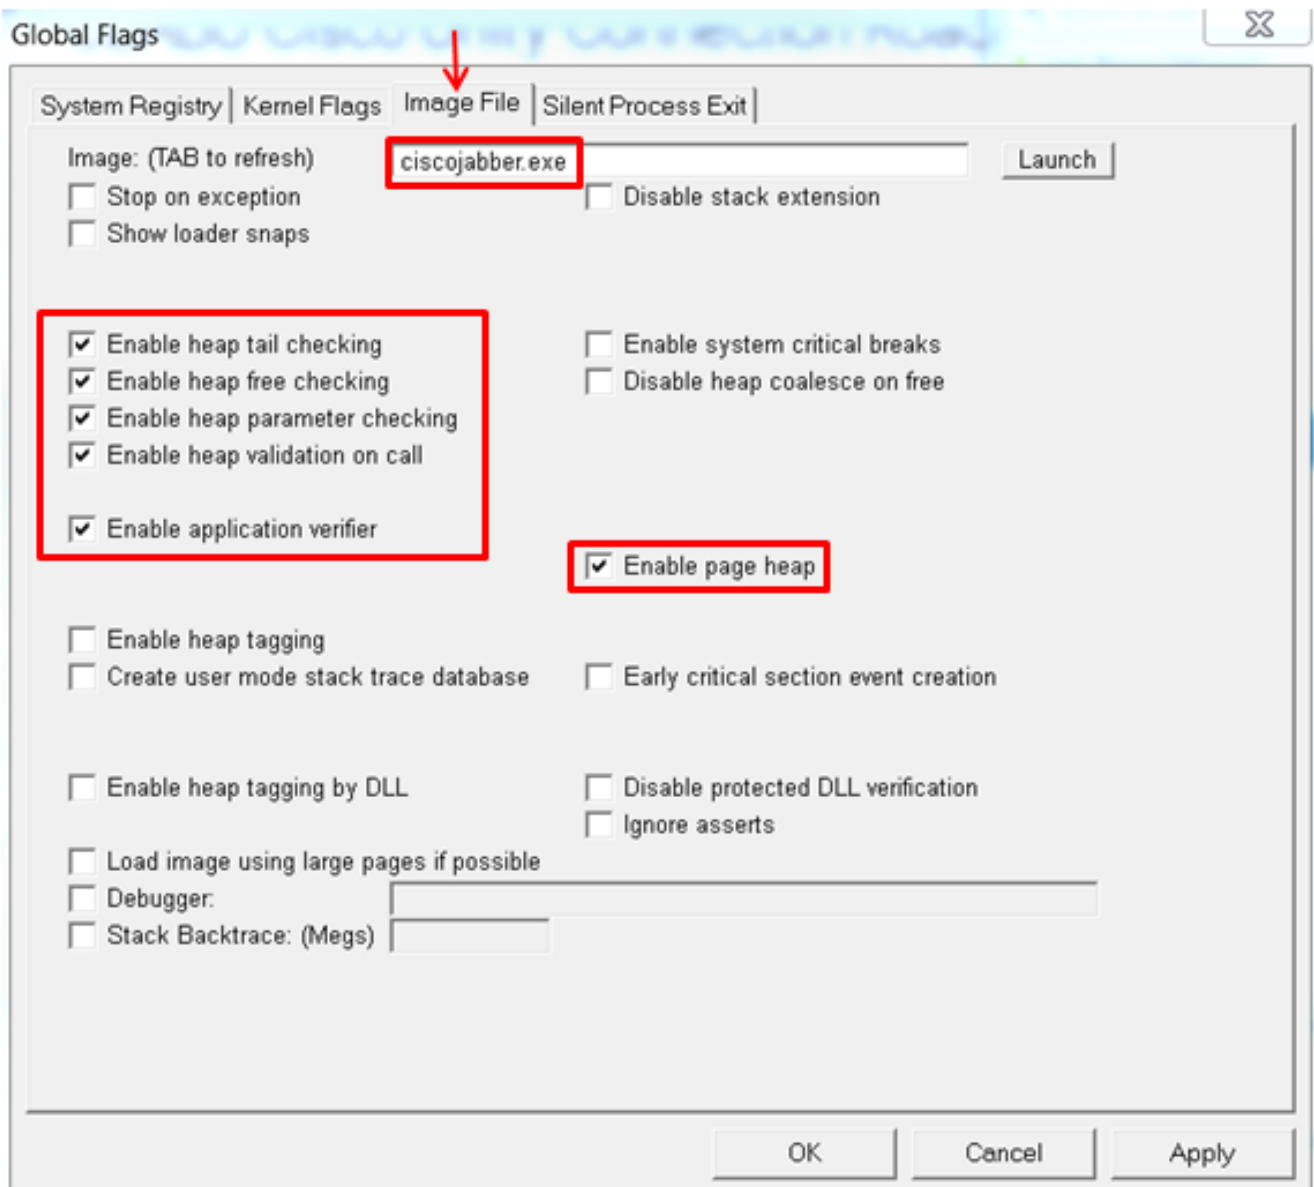 Global Flags
System Registry Kernel Flags Image File Silent Process Exit
Image: (TAB to refresh) ciscojabber.exe Launch
Stop on exception Disable stack extension
Show loader snaps
Enable heap tail checking Enable system critical breaks
Enable heap free checking Disable heap coalesce on free
Enable heap parameter checking
Enable heap validation on call
Enable application verifier
Enable page heap
Enable heap tagging
Create user mode stack trace database Early critical section event creation
Enable heap tagging by DLL Disable protected DLL verification
Ignore asserts
Load image using large pages if possible
Debugger:
Stack Backtrace: (Megs)
OK Cancel Apply